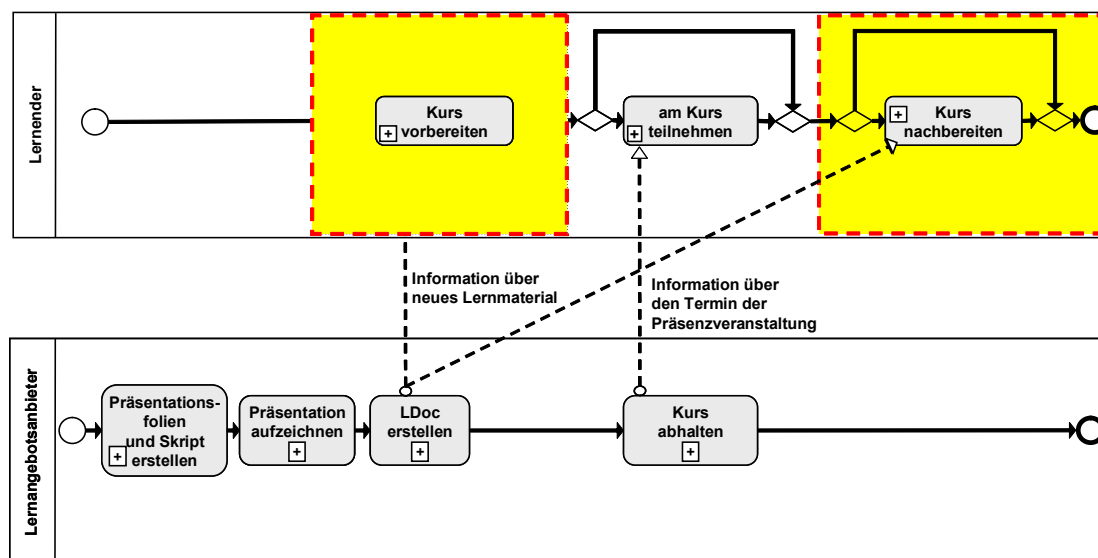 Lernender
Kurs
vorbereiten
am Kurs
teilnehmen
Kurs
nachbereiten
Information über
neues Lernmaterial
Information über
den Termin der
Präsenzveranstaltung
Lernangebotsanbieter
Präsentations-
folien
und Skript
erstellen
Präsentation
aufzeichnen
LDoc
erstellen
Kurs
abhalten